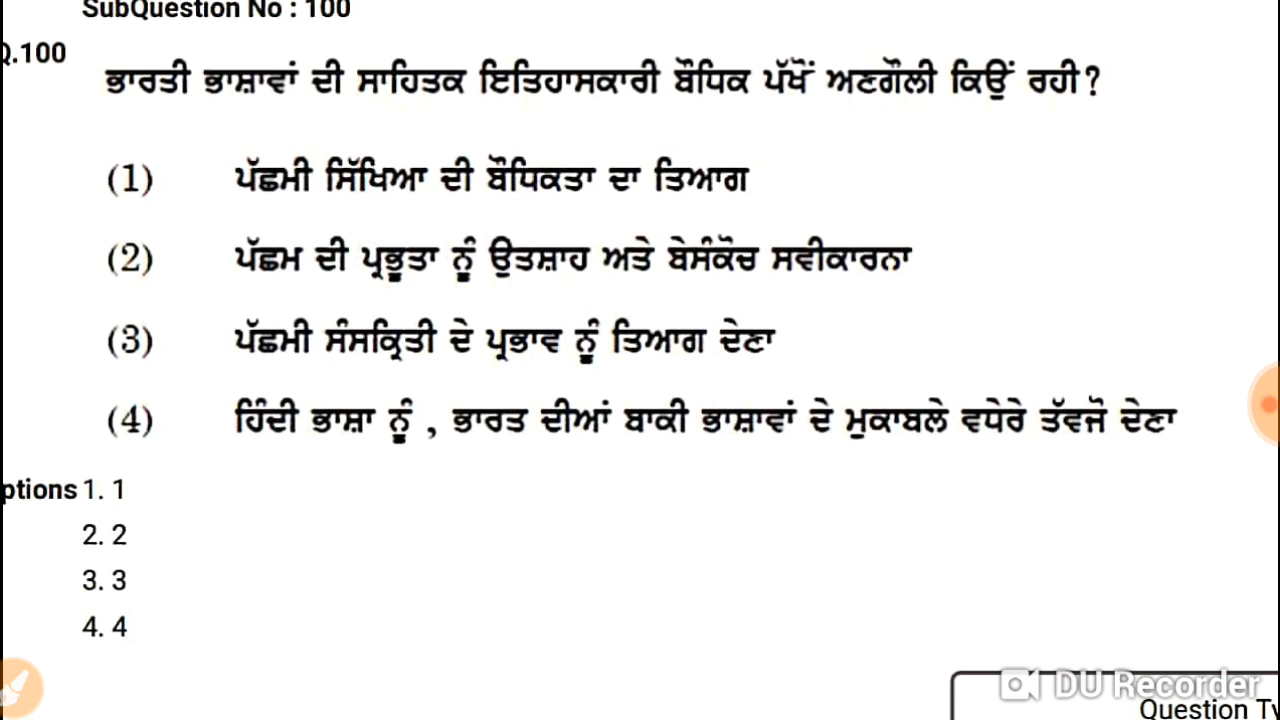 SubQuestion No : 100
Q.100
ਭਾਰਤੀ ਭਾਸ਼ਾਵਾਂ ਦੀ ਸਾਹਿਤਕ ਇਤਿਹਾਸਕਾਰੀ ਬੌਧਿਕ ਪੱਖੋਂ ਅਣਗੌਲੀ ਕਿਉਂ ਰਹੀ ?
(1) ਪੱਛਮੀ ਸਿੱਖਿਆ ਦੀ ਬੌਧਿਕਤਾ ਦਾ ਤਿਆਗ
(2) ਪੱਛਮ ਦੀ ਪ੍ਰਭੂਤਾ ਨੂੰ ਉਤਸ਼ਾਹ ਅਤੇ ਬੇਸੰਕੋਚ ਸਵੀਕਾਰਨਾ
(3) ਪੱਛਮੀ ਸੰਸਕ੍ਰਿਤੀ ਦੇ ਪ੍ਰਭਾਵ ਨੂੰ ਤਿਆਗ ਦੇਣਾ
(4) ਹਿੰਦੀ ਭਾਸ਼ਾ ਨੂੰ , ਭਾਰਤ ਦੀਆਂ ਬਾਕੀ ਭਾਸ਼ਾਵਾਂ ਦੇ ਮੁਕਾਬਲੇ ਵਧੇਰੇ ਤੱਵਜੋ ਦੇਣਾ
ptions 1. 1
2. 2
3. 3
4. 4
DU Recorder
Question Ty